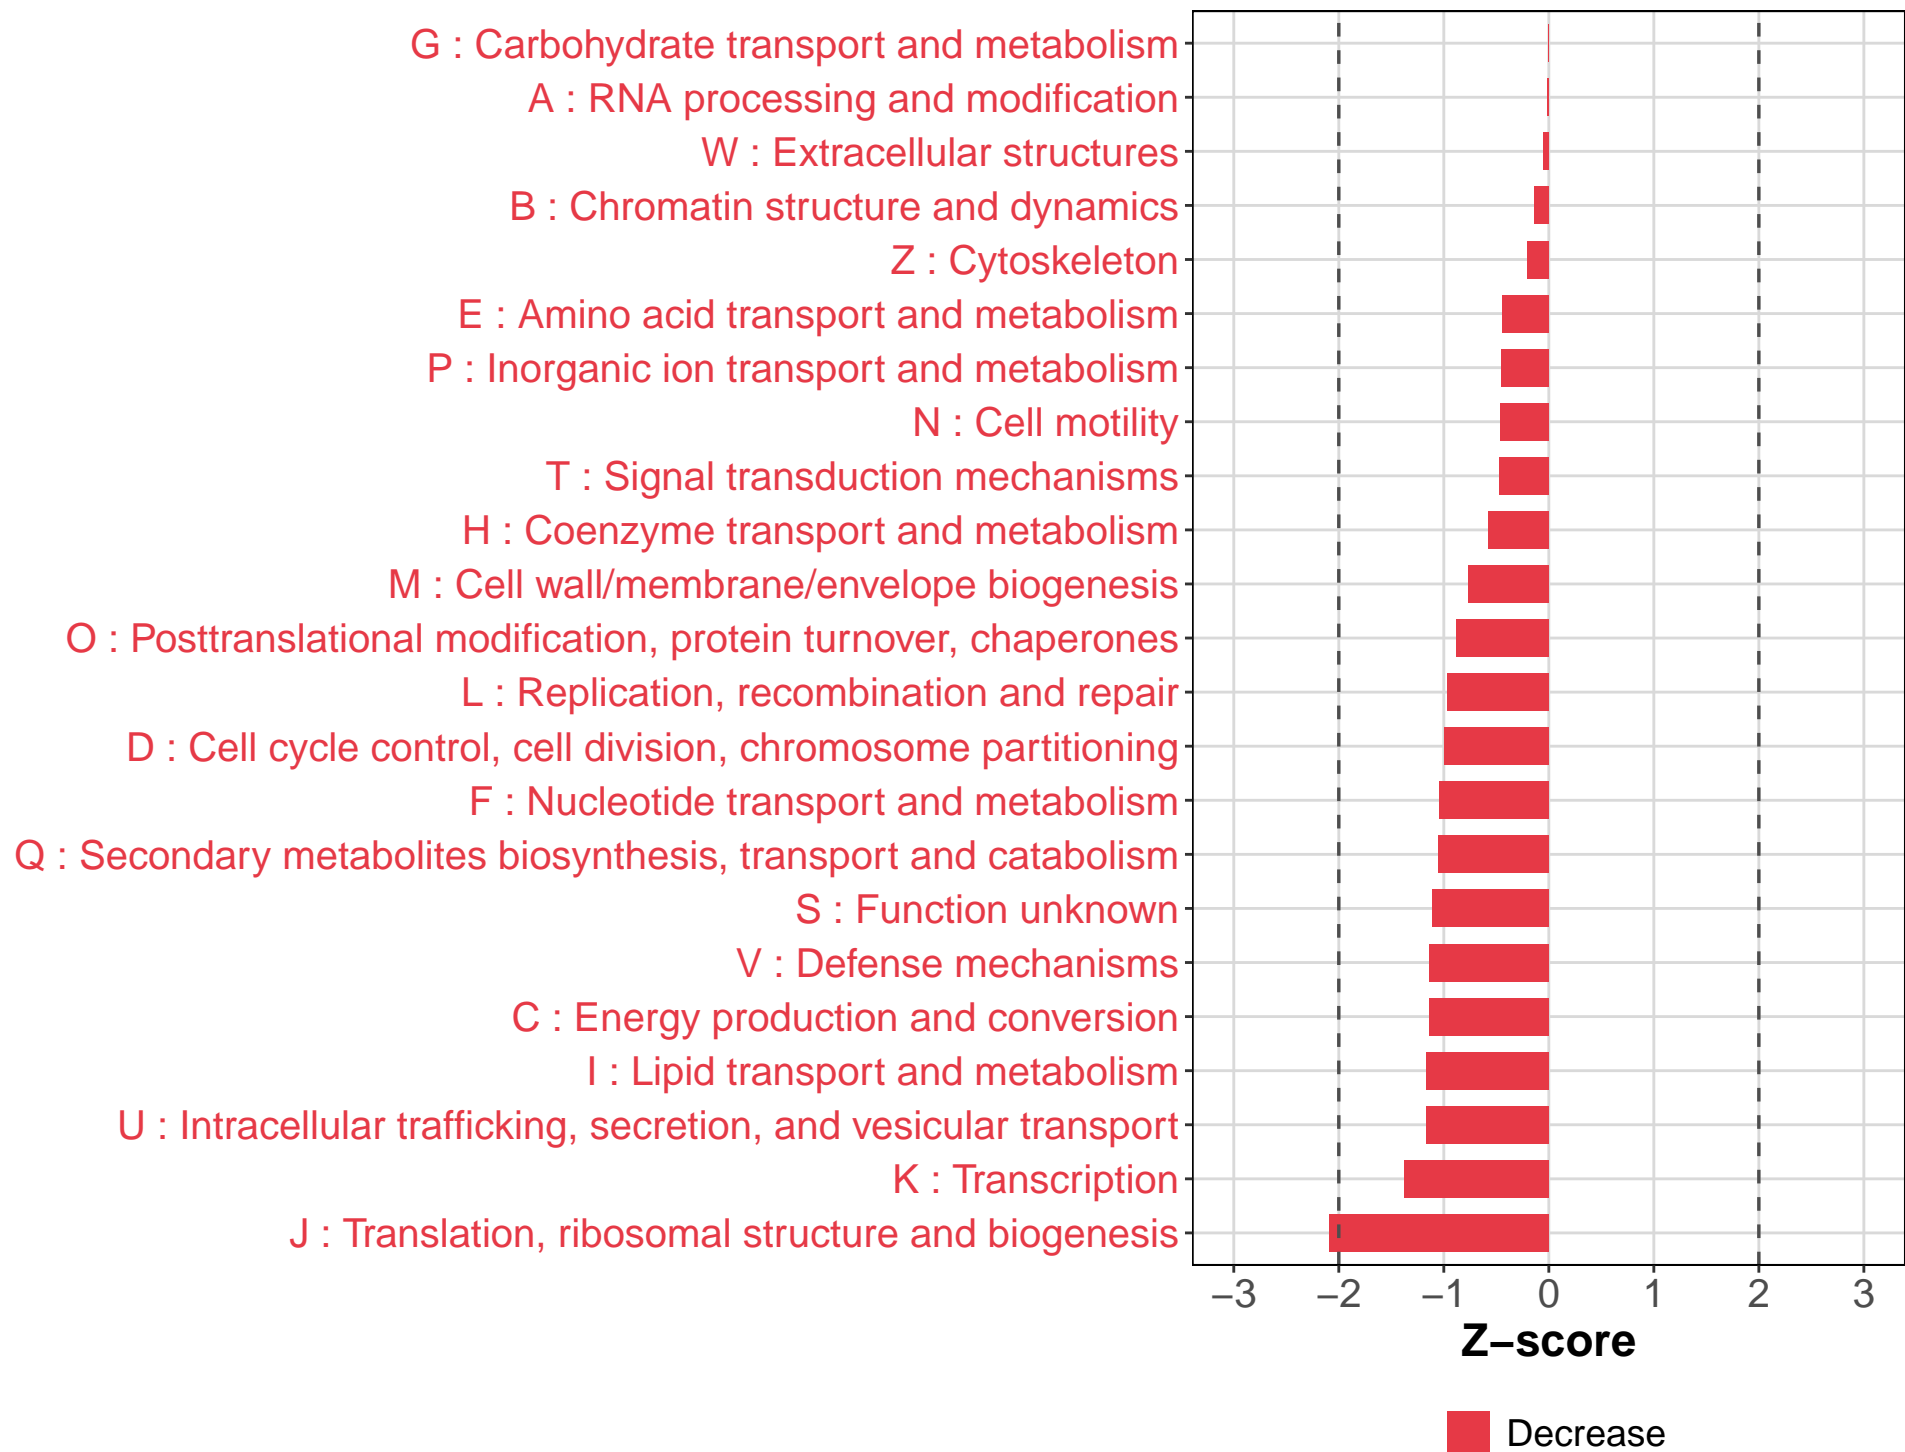 G : Carbohydrate transport and metabolism
A : RNA processing and modification
W : Extracellular structures
B : Chromatin structure and dynamics
Z : Cytoskeleton
E : Amino acid transport and metabolism
P : Inorganic ion transport and metabolism
N : Cell motility
T : Signal transduction mechanisms
H : Coenzyme transport and metabolism
M : Cell wall/membrane/envelope biogenesis
O : Posttranslational modification, protein turnover, chaperones
L : Replication, recombination and repair
D : Cell cycle control, cell division, chromosome partitioning
F : Nucleotide transport and metabolism
Q : Secondary metabolites biosynthesis, transport and catabolism
S : Function unknown
V : Defense mechanisms
C : Energy production and conversion
I : Lipid transport and metabolism
U : Intracellular trafficking, secretion, and vesicular transport
K : Transcription
J : Translation, ribosomal structure and biogenesis
−3 −2 −1 0 1 2 3
Z−score
Decrease